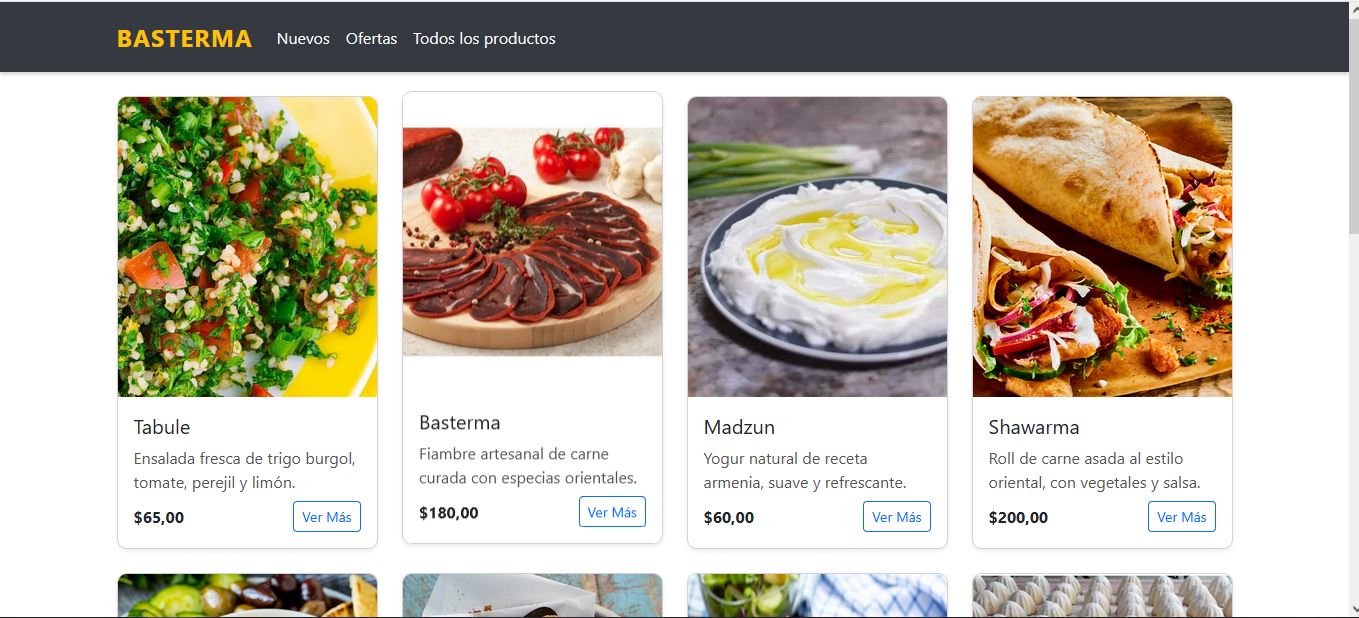 BASTERMA Nuevos Ofertas Todos los productos
Tabule
Ensalada fresca de trigo burgol,
tomate, perejil y limón.
$65,00 Ver Más
Basterma
Fiambre artesanal de carne
curada con especias orientales.
$180,00 Ver Más
Madzun
Yogur natural de receta
armenia, suave y refrescante.
$60,00 Ver Más
Shawarma
Roll de carne asada al estilo
oriental, con vegetales y salsa.
$200,00 Ver Más